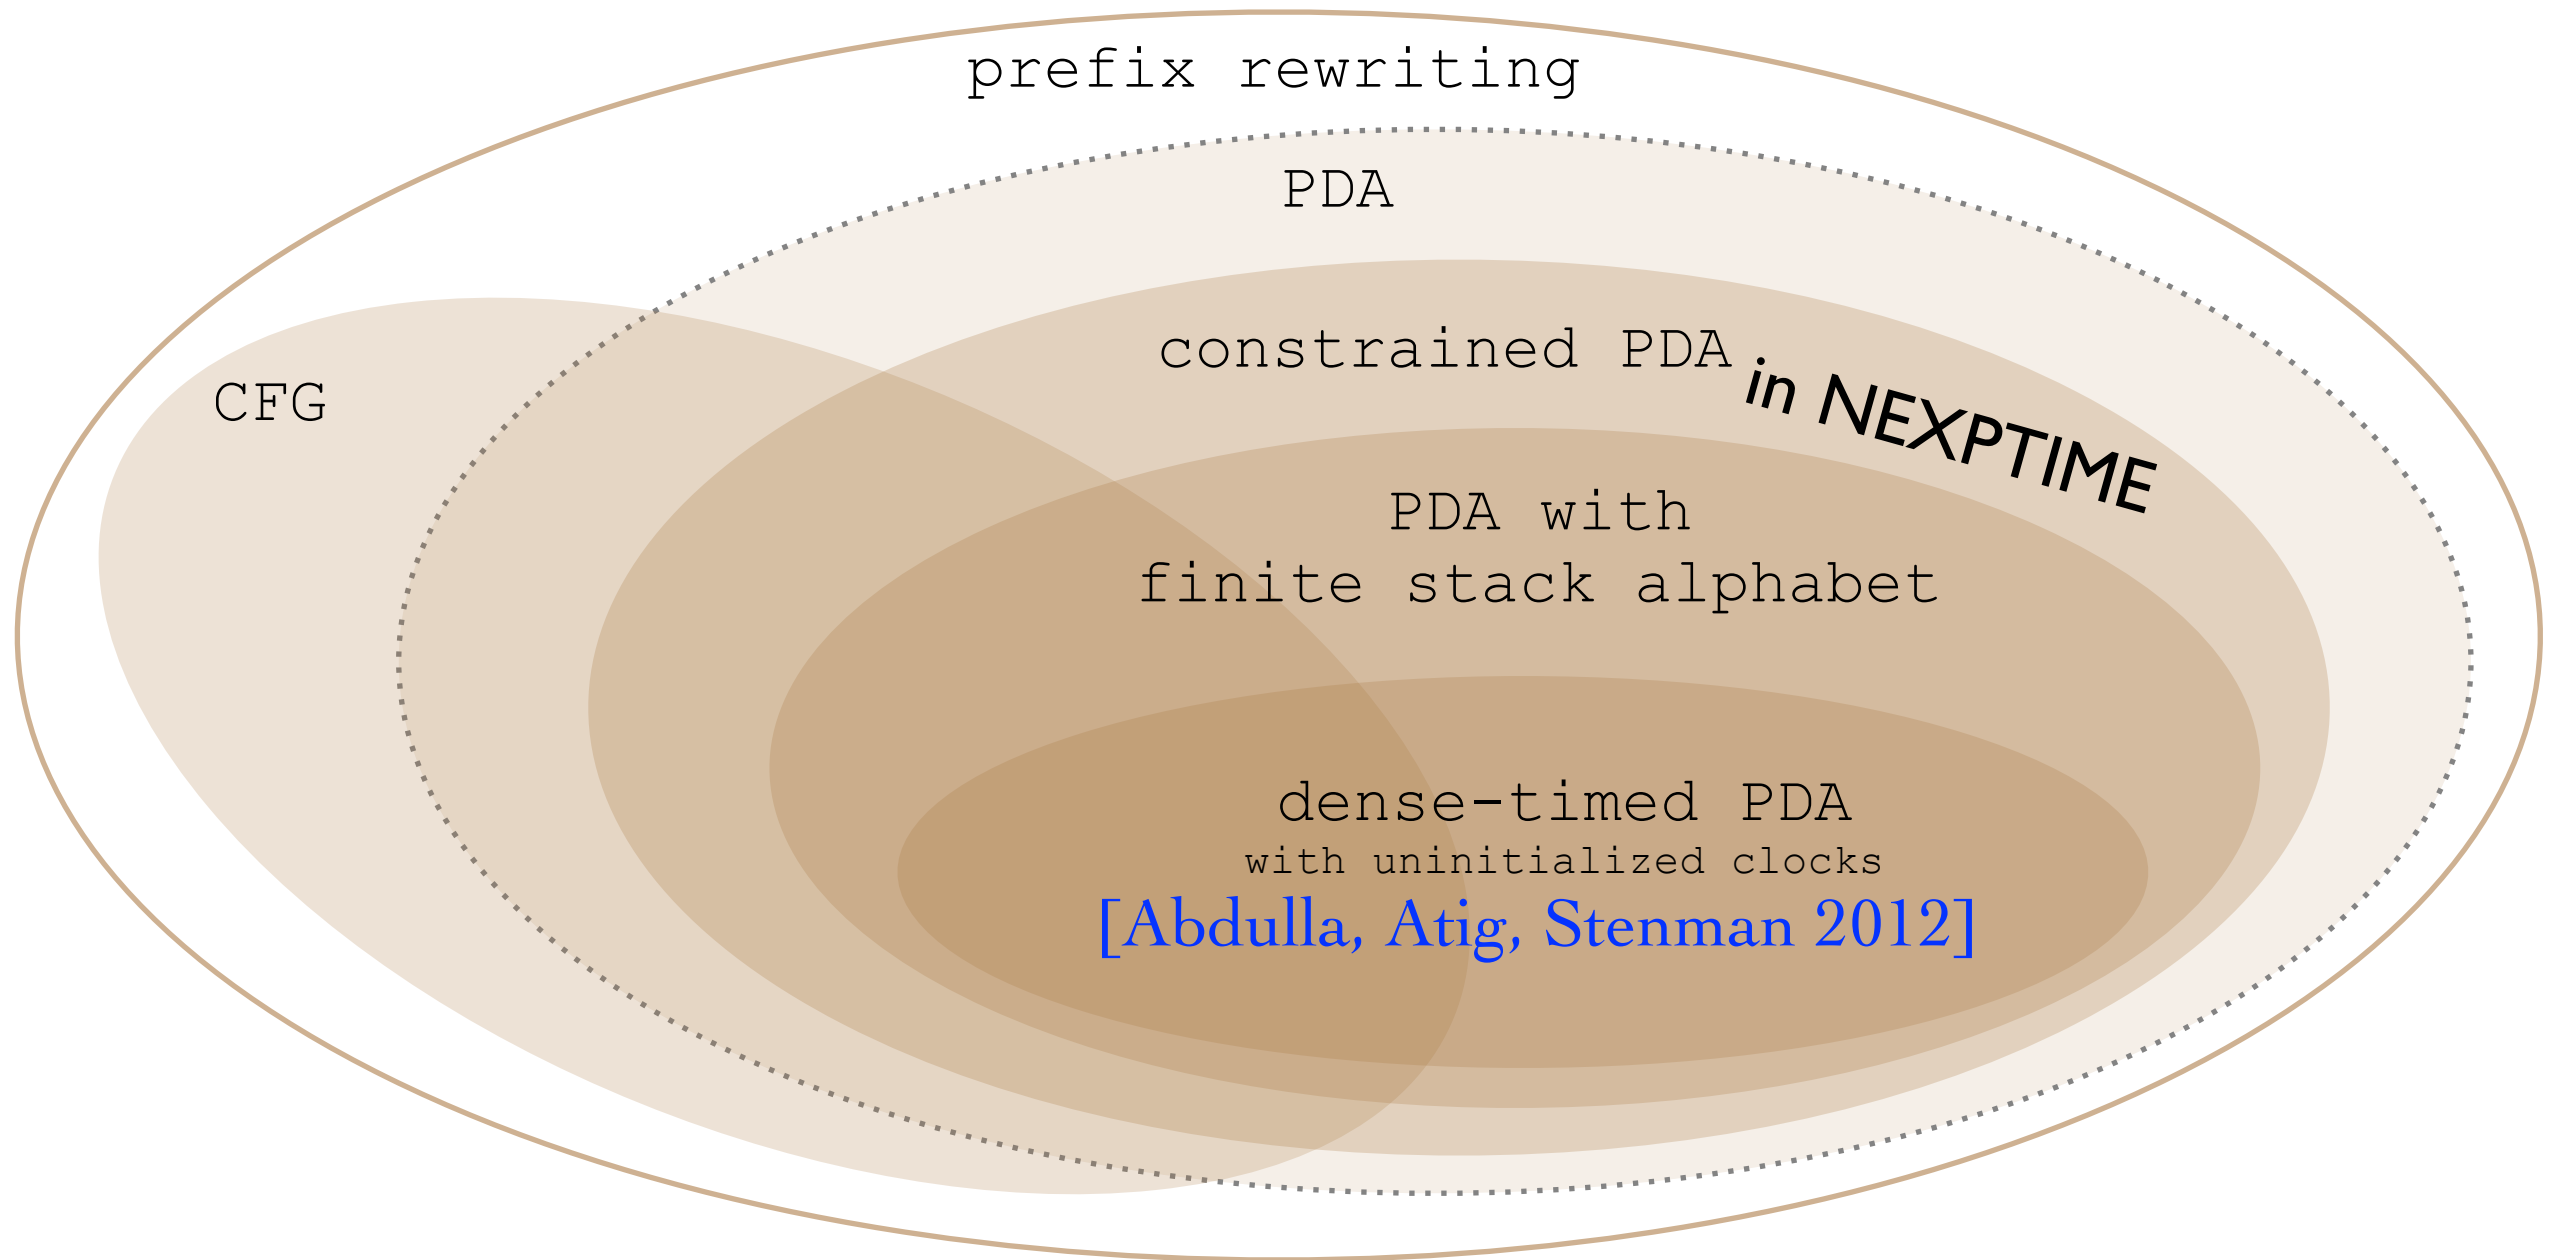 prefix rewriting
PDA
constrained PDA
in NEXPTIME
CFG
PDA with
finite stack alphabet
dense-timed PDA
with uninitialized clocks
[Abdulla, Atig, Stenman 2012]